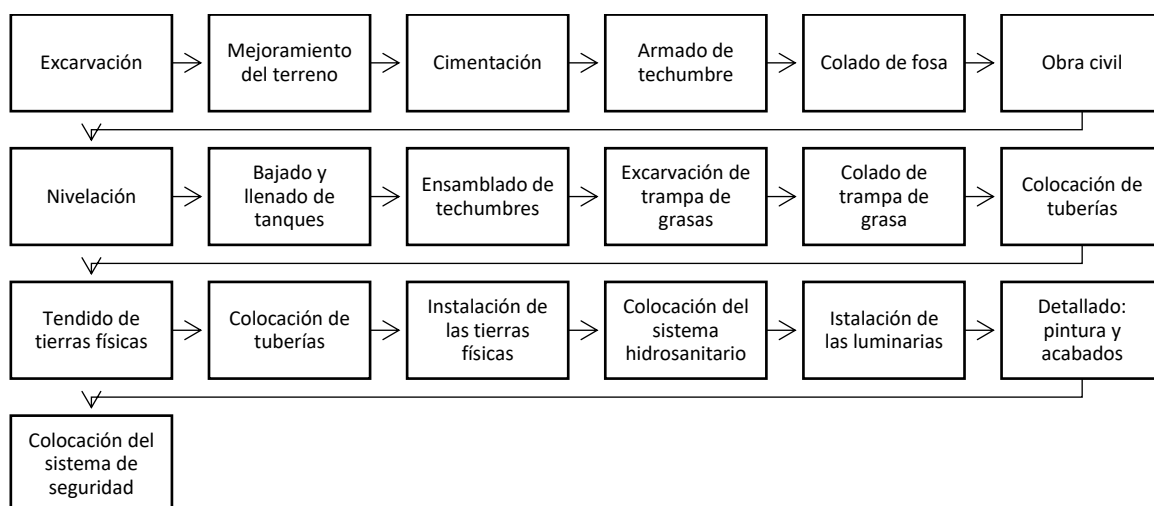 Excarvación
Mejoramiento
del terreno
Cimentación
Armado de
techumbre
Colado de fosa
Obra civil
Nivelación
Bajado y
llenado de
tanques
Ensamblado de
techumbres
Excarvación de
trampa de
grasas
Colado de
trampa de
grasa
Colocación de
tuberías
Tendido de
tierras físicas
Colocación de
tuberías
Instalación de
las tierras
físicas
Colocación del
sistema
hidrosanitario
Istalación de
las luminarias
Detallado:
pintura y
acabados
Colocación del
sistema de
seguridad